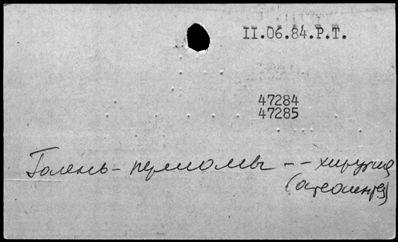 II.06.84.Р.Т.
47284
47285
Голень - переломы -- хирургия
(остеосинтез)